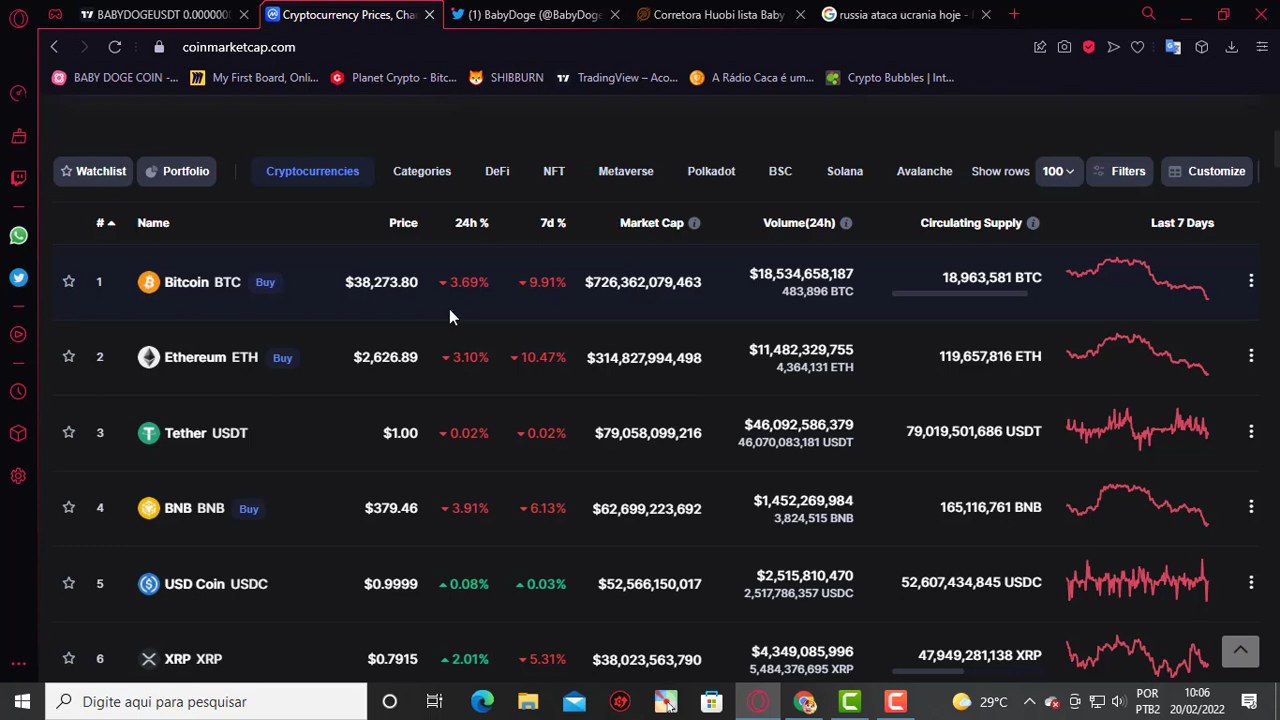 BABYDOGEUSDT 0.0000000
Cryptocurrency Prices, Cha
(1) BabyDoge (@BabyDoge
Corretora Huobi lista Baby
russia ataca ucrania hoje -
coinmarketcap.com
BABY DOGE COIN -...
My First Board, Onli...
Planet Crypto - Bitc...
SHIBBURN
TradingView – Aco...
A Rádio Caca é um...
Crypto Bubbles | Int...
Watchlist
Portfolio
Cryptocurrencies
Categories
DeFi
NFT
Metaverse
Polkadot
BSC
Solana
Avalanche
Show rows
100
Filters
Customize
# Name Price 24h % 7d % Market Cap Volume(24h) Circulating Supply Last 7 Days
1 Bitcoin BTC Buy $38,273.80 3.69% 9.91% $726,362,079,463 $18,534,658,187 18,963,581 BTC
483,896 BTC
2 Ethereum ETH Buy $2,626.89 3.10% 10.47% $314,827,994,498 $11,482,329,755 119,657,816 ETH
4,364,131 ETH
3 Tether USDT $1.00 0.02% 0.02% $79,058,099,216 $46,092,586,379 79,019,501,686 USDT
46,070,083,181 USDT
4 BNB BNB Buy $379.46 3.91% 6.13% $62,699,223,692 $1,452,269,984 165,116,761 BNB
3,824,515 BNB
5 USD Coin USDC $0.9999 0.08% 0.03% $52,566,150,017 $2,515,810,470 52,607,434,845 USDC
2,517,786,357 USDC
6 XRP XRP $0.7915 2.01% 5.31% $38,023,563,790 $4,349,085,996 47,949,281,138 XRP
5,484,376,695 XRP
Digite aqui para pesquisar
29°C
POR
PTB2
10:06
20/02/2022